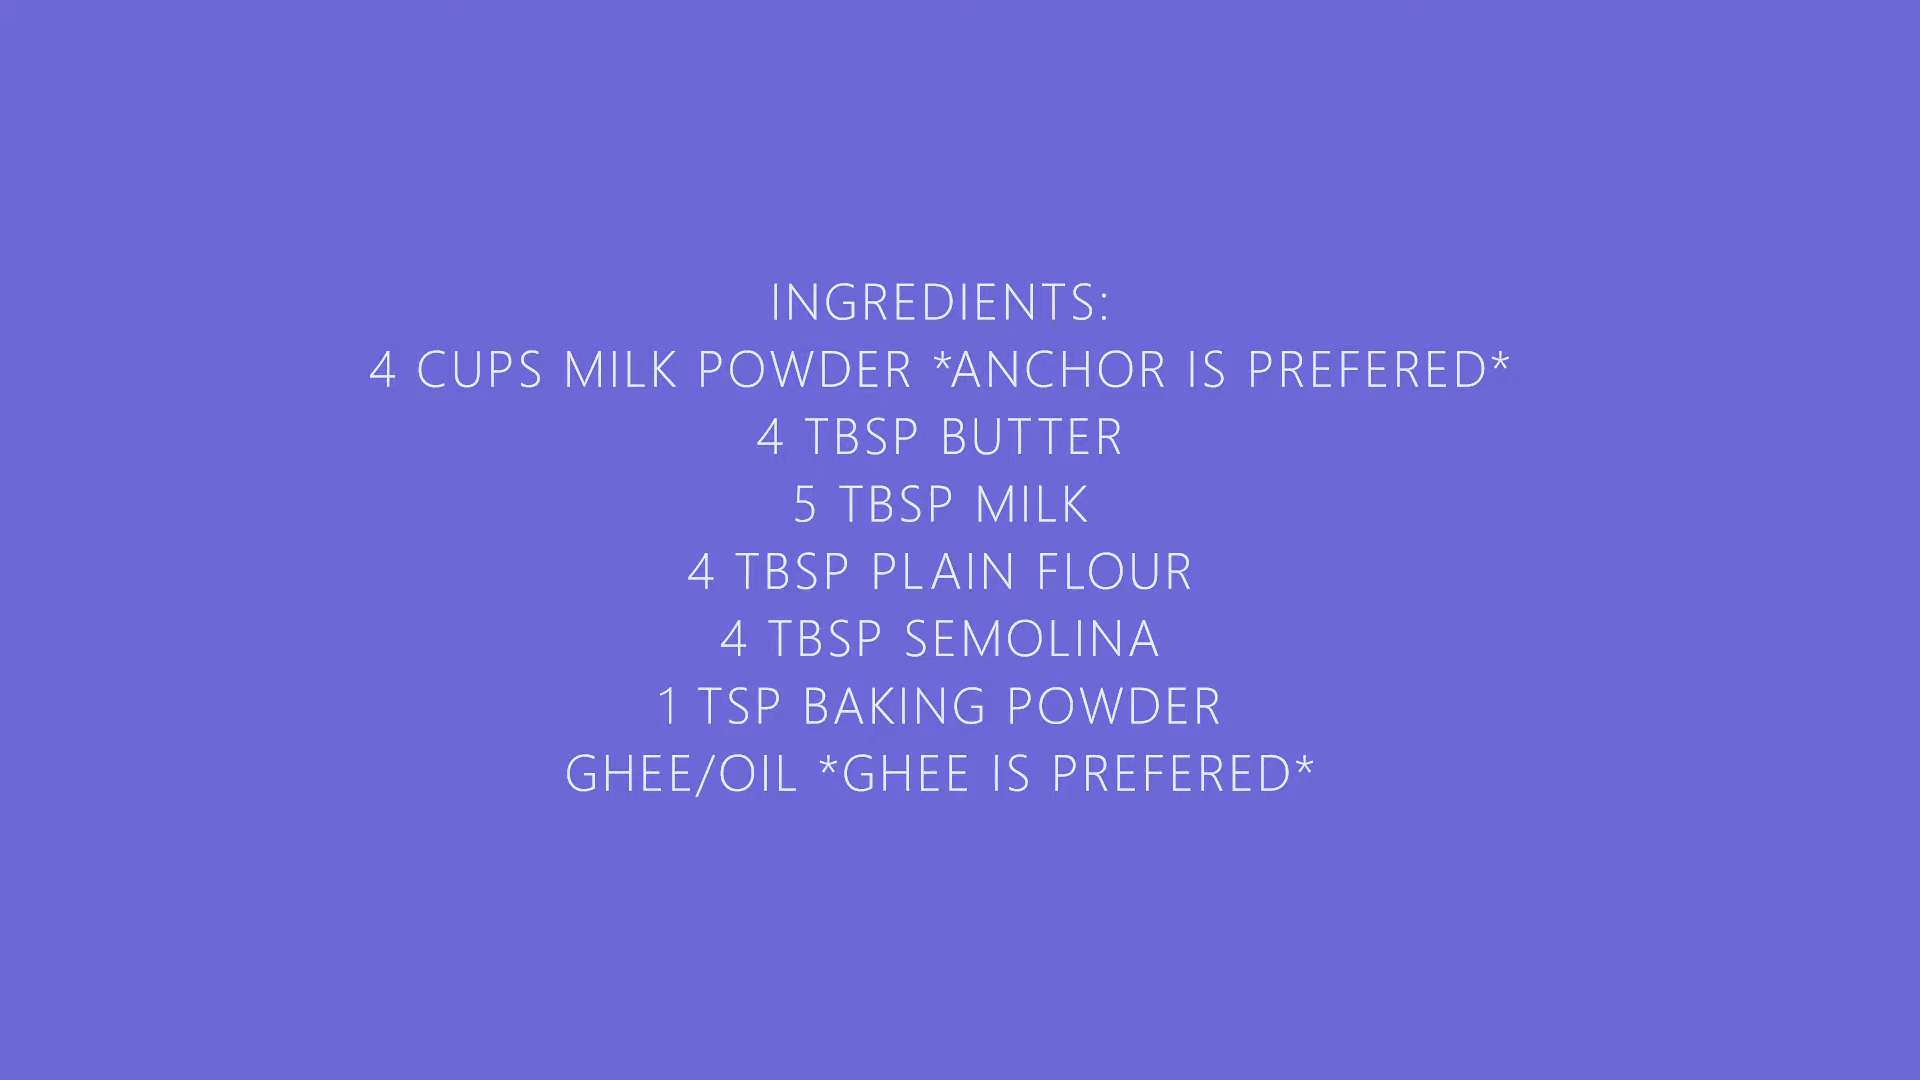 INGREDIENTS:
4 CUPS MILK POWDER *ANCHOR IS PREFERED*
4 TBSP BUTTER
5 TBSP MILK
4 TBSP PLAIN FLOUR
4 TBSP SEMOLINA
1 TSP BAKING POWDER
GHEE/OIL *GHEE IS PREFERED*